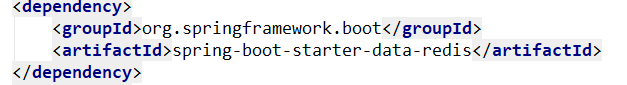 <dependency>
    <groupId>org.springframework.boot</groupId>
    <artifactId>spring-boot-starter-data-redis</artifactId>
</dependency>